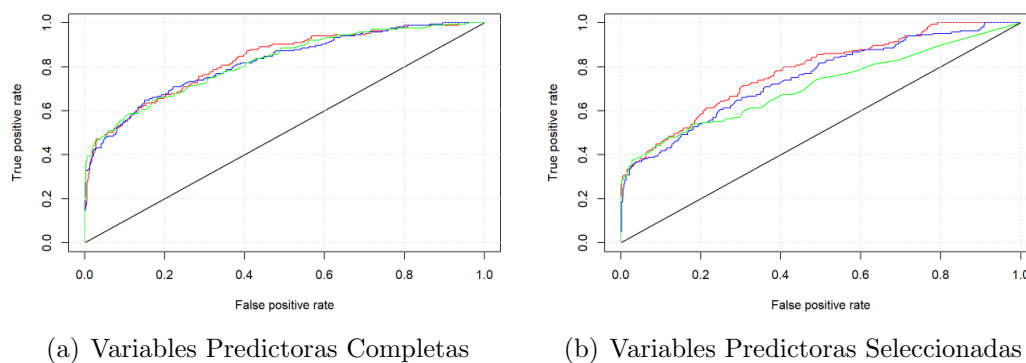 1.0
0.8
0.6
0.4
0.2
0.0
True positive rate
0.0 0.2 0.4 0.6 0.8 1.0
False positive rate
(a) Variables Predictoras Completas
1.0
0.8
0.6
0.4
0.2
0.0
True positive rate
0.0 0.2 0.4 0.6 0.8 1.0
False positive rate
(b) Variables Predictoras Seleccionadas